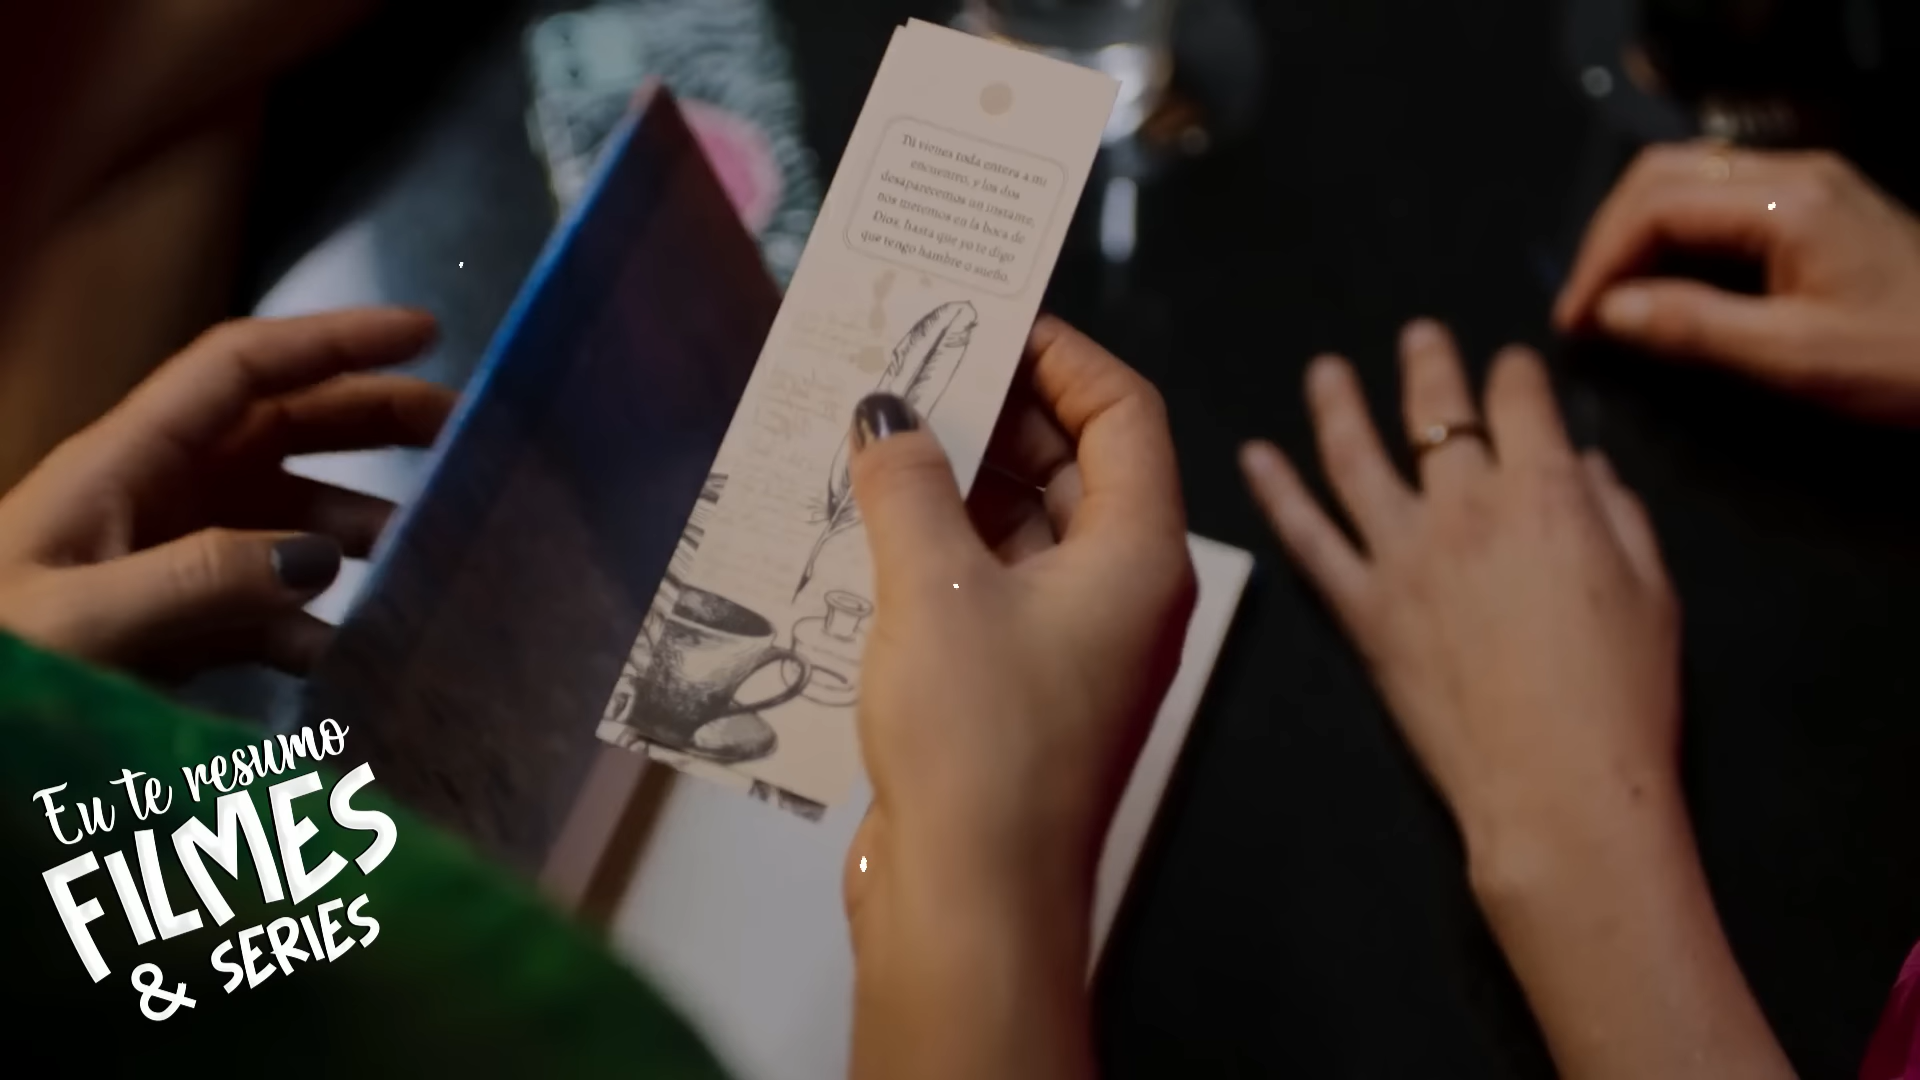 Tú vienes toda entera a mi
encuentro, y los dos
desaparecemos un instante,
nos metemos en la boca de
Dios, hasta que yo te digo
que tengo hambre o sueño.
Eu te resumo
FILMES
& SERIES